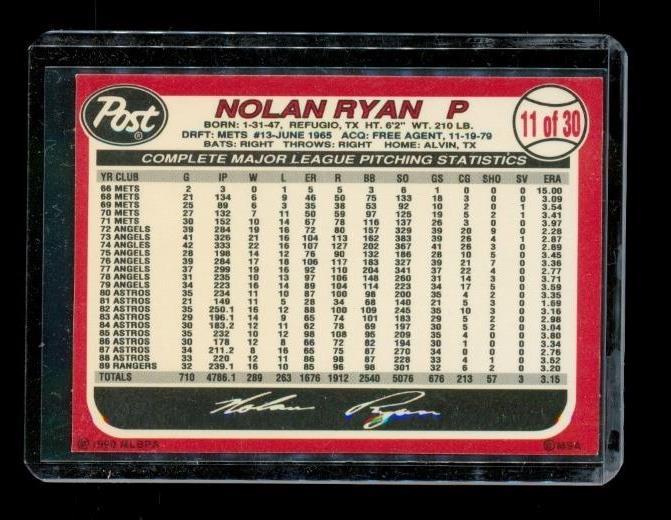 Post
NOLAN RYAN P
11 of 30
BORN: 1-31-47, REFUGIO, TX HT. 6'2" WT. 210 LB.
DRFT: METS #13-JUNE 1965 ACQ: FREE AGENT, 11-19-79
BATS: RIGHT THROWS: RIGHT HOME: ALVIN, TX
COMPLETE MAJOR LEAGUE PITCHING STATISTICS
YR CLUB G IP W L ER R BB SO GS CG SHO SV ERA
66 METS 2 3 0 1 5 5 3 6 1 0 0 0 15.00
68 METS 21 134 6 9 46 50 75 133 18 3 0 0 3.09
69 METS 25 89 6 3 35 38 53 92 10 2 0 1 3.54
70 METS 27 132 7 11 50 59 97 125 19 5 2 1 3.41
71 METS 30 152 10 14 67 78 116 137 26 3 0 0 3.97
72 ANGELS 39 284 19 16 72 80 157 329 39 20 9 0 2.28
73 ANGELS 41 326 21 16 104 113 162 383 39 26 4 1 2.87
74 ANGLES 42 333 22 16 107 127 202 367 41 26 3 0 2.89
75 ANGELS 28 198 14 12 76 90 132 186 28 10 5 0 3.45
76 ANGELS 39 284 17 18 106 117 183 327 39 21 7 0 3.36
77 ANGELS 37 299 19 16 92 110 204 341 37 22 4 0 2.77
78 ANGELS 31 235 10 13 97 106 148 260 31 14 3 0 3.71
79 ANGELS 34 223 16 14 89 104 114 223 34 17 5 0 3.59
80 ASTROS 35 234 11 10 87 100 98 200 35 4 2 0 3.35
81 ASTROS 21 149 11 5 28 34 68 140 21 5 3 0 1.69
82 ASTROS 35 250.1 16 12 88 100 109 245 35 10 3 0 3.16
83 ASTROS 29 196.1 14 9 65 74 101 183 29 5 2 0 2.98
84 ASTROS 30 183.2 12 11 62 78 69 197 30 5 2 0 3.04
85 ASTROS 35 232 10 12 98 108 95 209 35 4 0 0 3.80
86 ASTROS 30 178 12 8 66 72 82 194 30 1 0 0 3.34
87 ASTROS 34 211.2 8 16 65 75 87 270 34 0 0 0 2.76
88 ASTROS 33 220 12 11 86 98 87 228 33 4 1 0 3.52
89 RANGERS 32 239.1 16 10 85 96 98 301 32 6 2 0 3.20
TOTALS 710 4786.1 289 263 1676 1912 2540 5076 676 213 57 3 3.15
Nolan Ryan
© 1990 MLBPA
© MSA